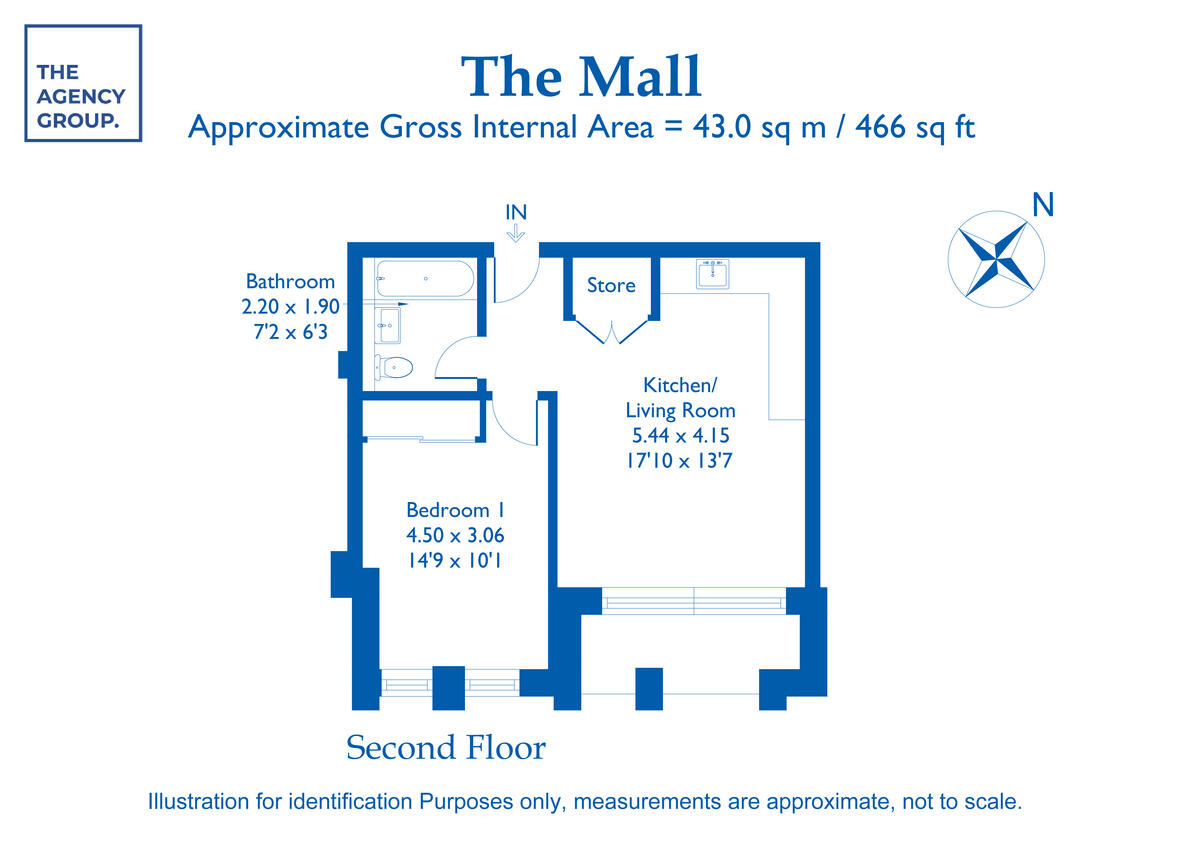 THE
AGENCY
GROUP.
The Mall
Approximate Gross Internal Area = 43.0 sq m / 466 sq ft
N
IN
Bathroom
2.20 x 1.90
7'2 x 6'3
Store
Kitchen/
Living Room
5.44 x 4.15
17'10 x 13'7
Bedroom 1
4.50 x 3.06
14'9 x 10'1
Second Floor
Illustration for identification Purposes only, measurements are approximate, not to scale.